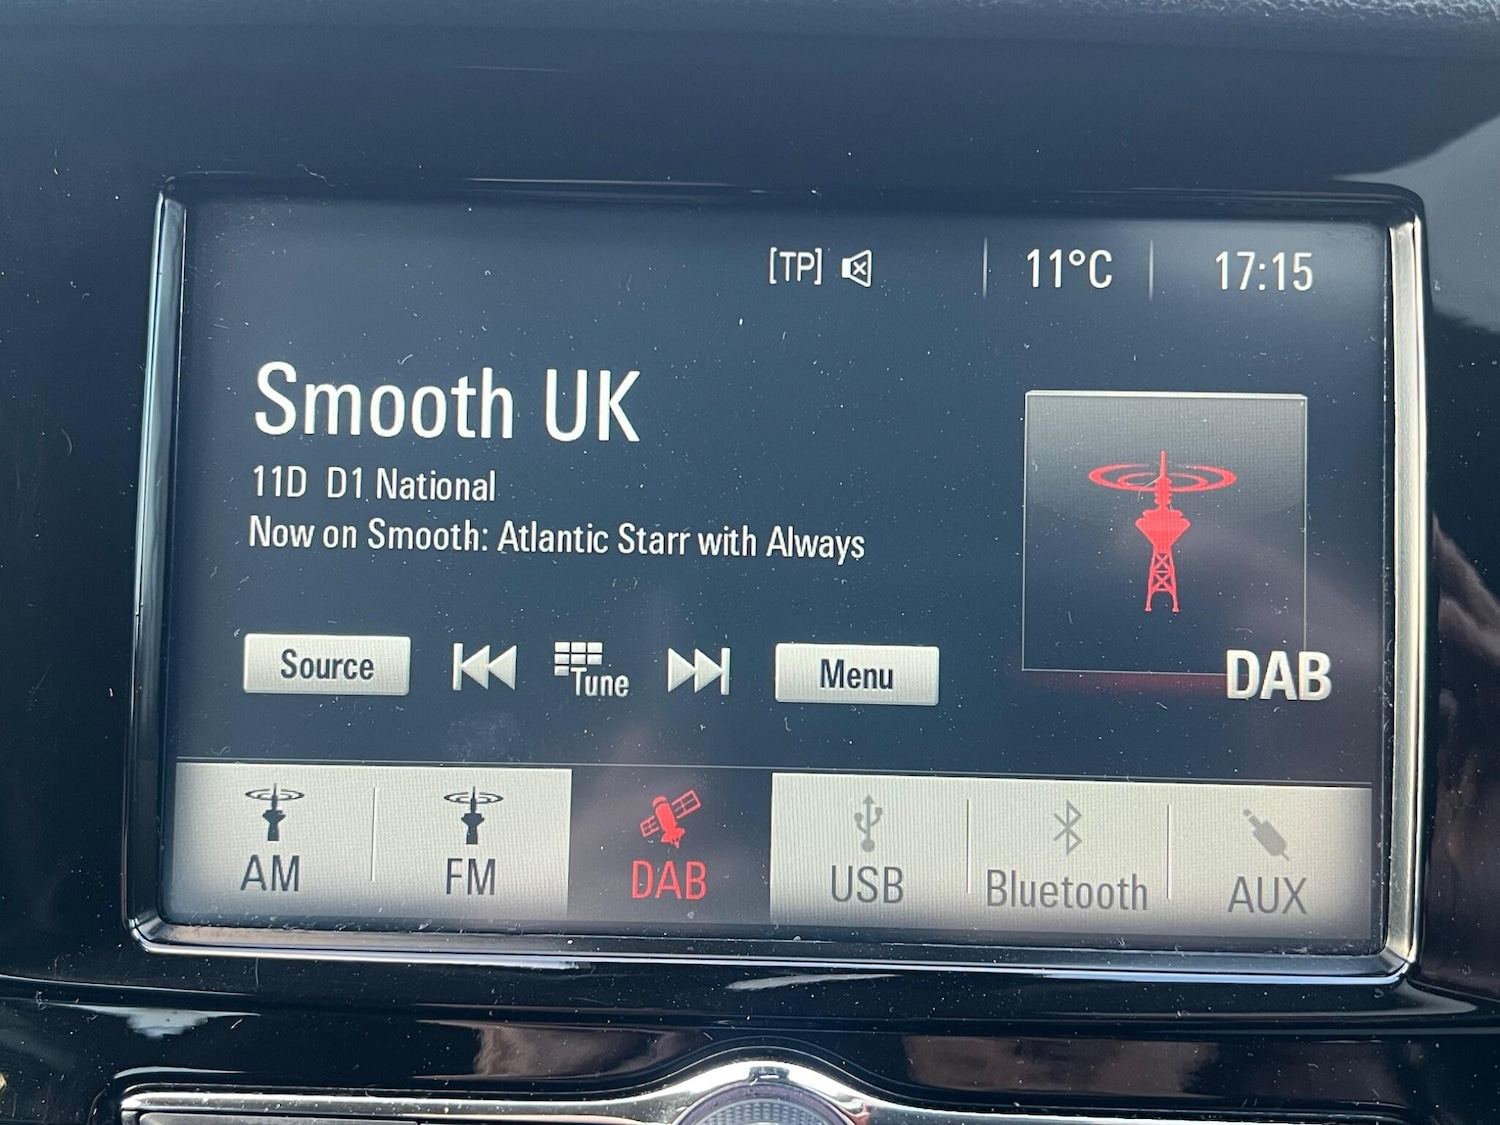 [TP] 11°C 17:15
Smooth UK
11D D1 National
Now on Smooth: Atlantic Starr with Always
Source Tune Menu
DAB
AM FM DAB USB Bluetooth AUX